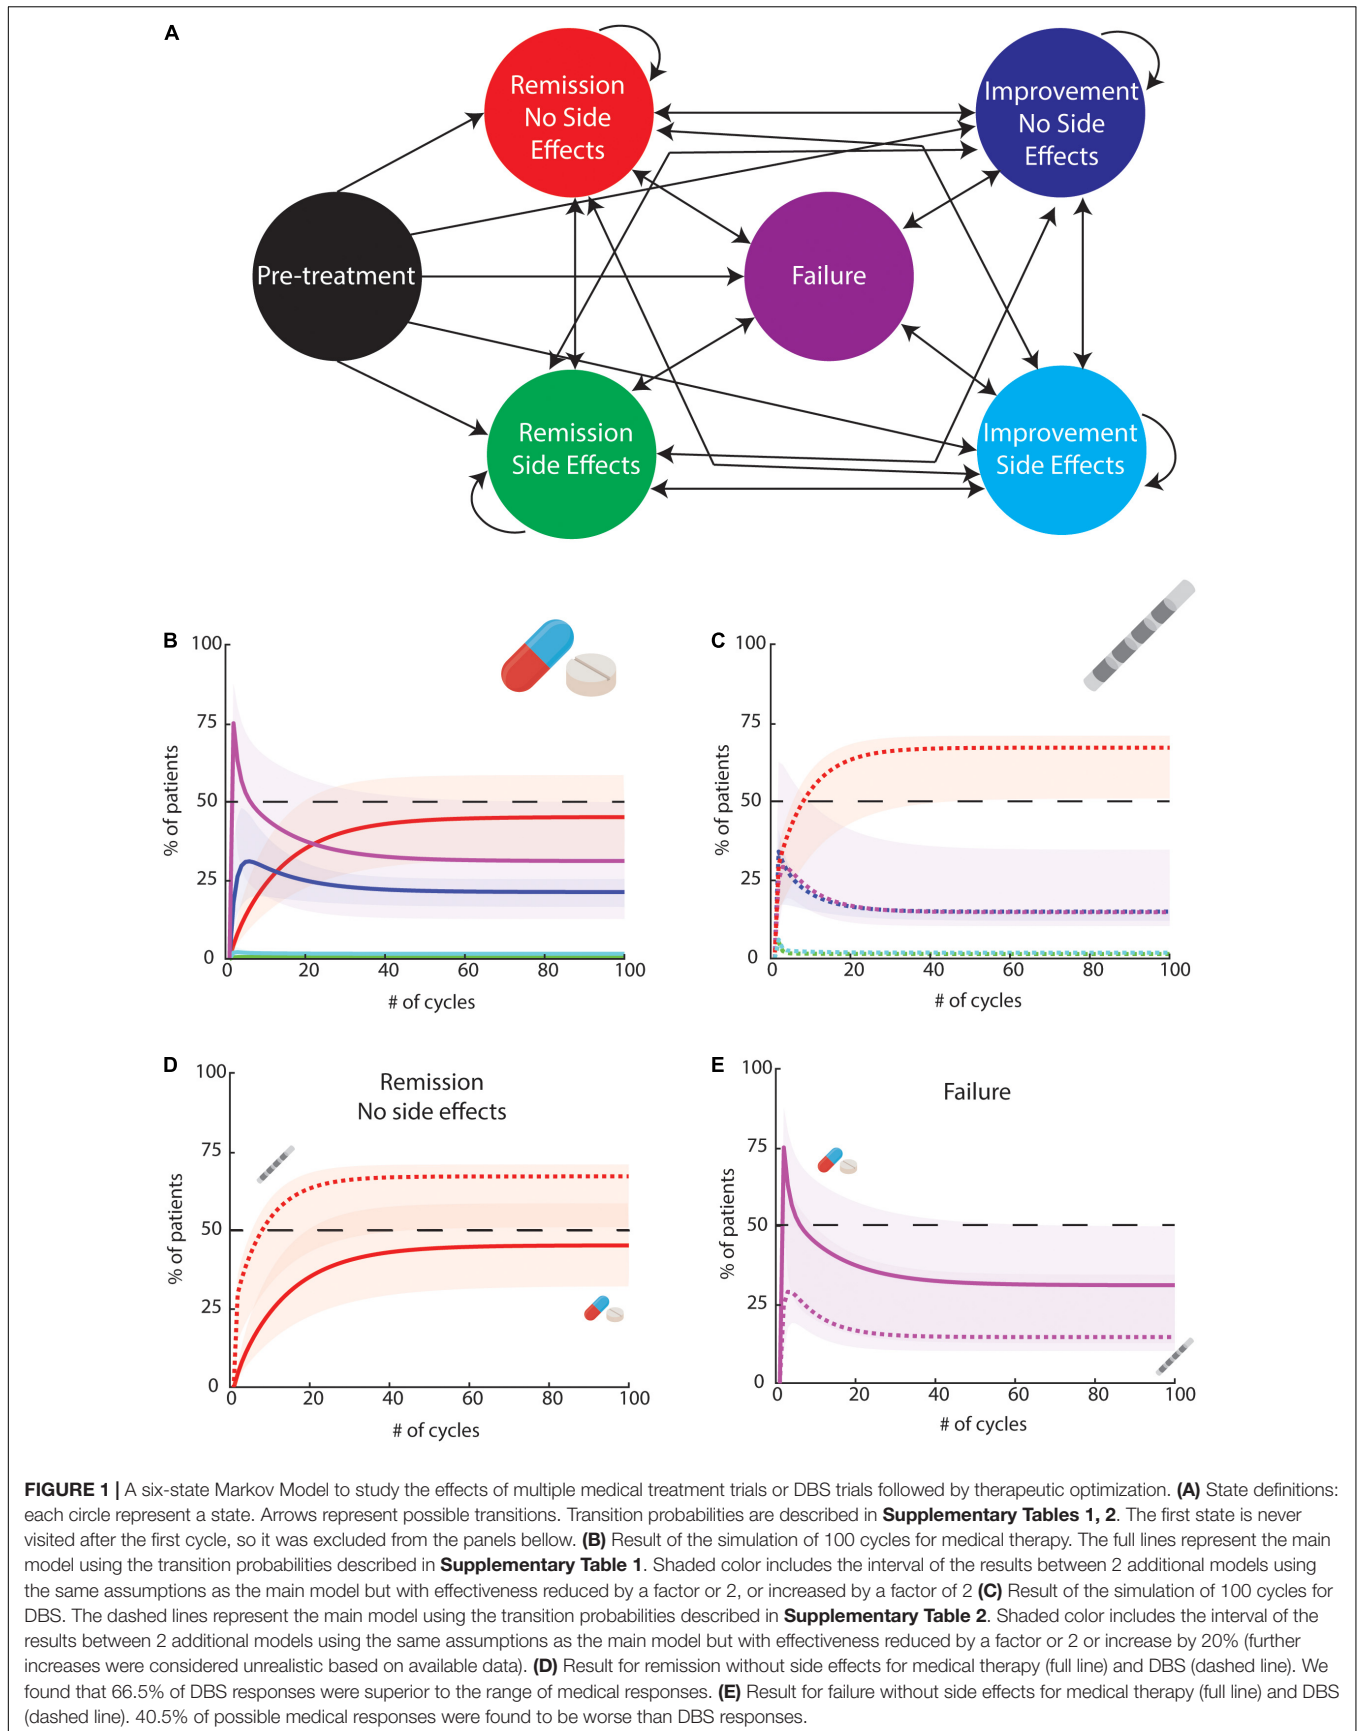 A
Remission
No Side
Effects
Improvement
No Side
Effects
Pre-treatment
Failure
Remission
Side Effects
Improvement
Side Effects
B
100
75
50
25
0
% of patients
0 20 40 60 80 100
# of cycles
C
100
75
50
25
0
% of patients
0 20 40 60 80 100
# of cycles
D
Remission
No side effects
100
75
50
25
0
% of patients
0 20 40 60 80 100
# of cycles
E
Failure
100
75
50
25
0
% of patients
0 20 40 60 80 100
# of cycles
FIGURE 1 | A six-state Markov Model to study the effects of multiple medical treatment trials or DBS trials followed by therapeutic optimization. (A) State definitions:
each circle represent a state. Arrows represent possible transitions. Transition probabilities are described in Supplementary Tables 1, 2. The first state is never
visited after the first cycle, so it was excluded from the panels bellow. (B) Result of the simulation of 100 cycles for medical therapy. The full lines represent the main
model using the transition probabilities described in Supplementary Table 1. Shaded color includes the interval of the results between 2 additional models using
the same assumptions as the main model but with effectiveness reduced by a factor or 2, or increased by a factor of 2 (C) Result of the simulation of 100 cycles for
DBS. The dashed lines represent the main model using the transition probabilities described in Supplementary Table 2. Shaded color includes the interval of the
results between 2 additional models using the same assumptions as the main model but with effectiveness reduced by a factor or 2 or increase by 20% (further
increases were considered unrealistic based on available data). (D) Result for remission without side effects for medical therapy (full line) and DBS (dashed line). We
found that 66.5% of DBS responses were superior to the range of medical responses. (E) Result for failure without side effects for medical therapy (full line) and DBS
(dashed line). 40.5% of possible medical responses were found to be worse than DBS responses.